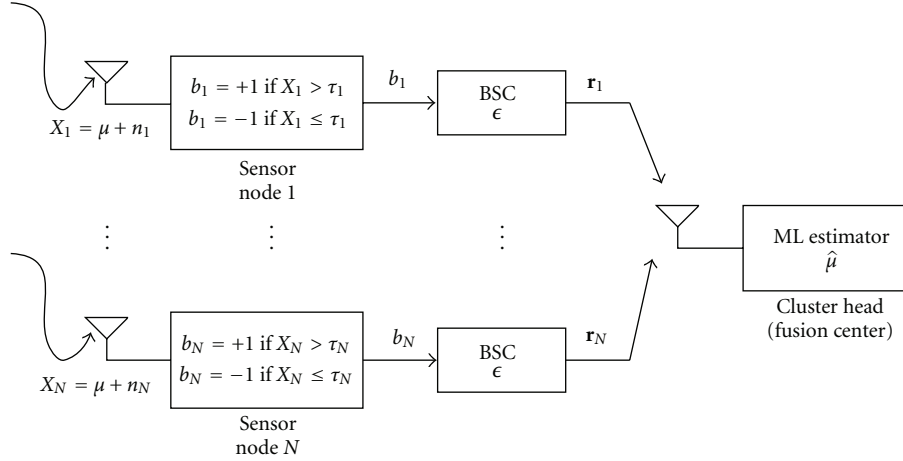 b₁ = +1 if X₁ > τ₁
b₁ = −1 if X₁ ≤ τ₁
b₁
BSC
ϵ
r₁
X₁ = μ + n₁
Sensor
node 1
⋮ ⋮ ⋮
ML estimator
μ̂
Cluster head
(fusion center)
b_N = +1 if X_N > τ_N
b_N = −1 if X_N ≤ τ_N
b_N
BSC
ϵ
r_N
X_N = μ + n_N
Sensor
node N